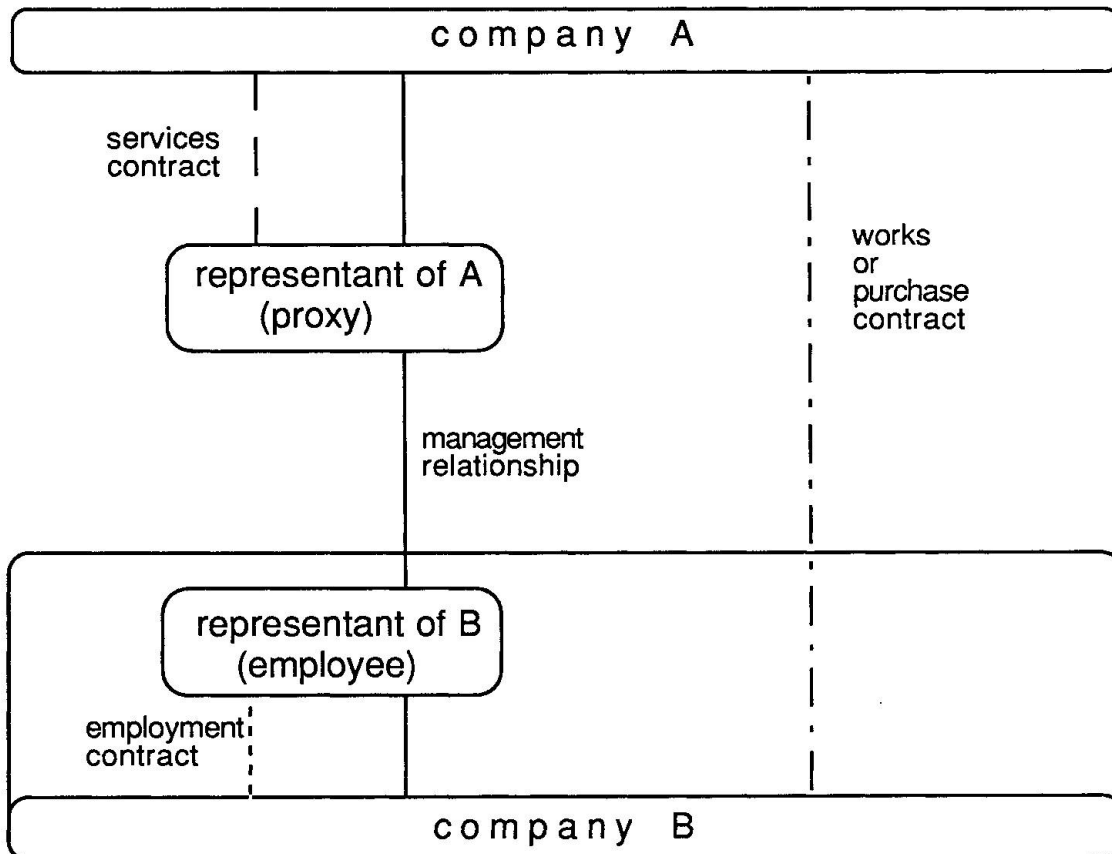 company A
services
contract
representant of A
(proxy)
works
or
purchase
contract
management
relationship
representant of B
(employee)
employment
contract
company B